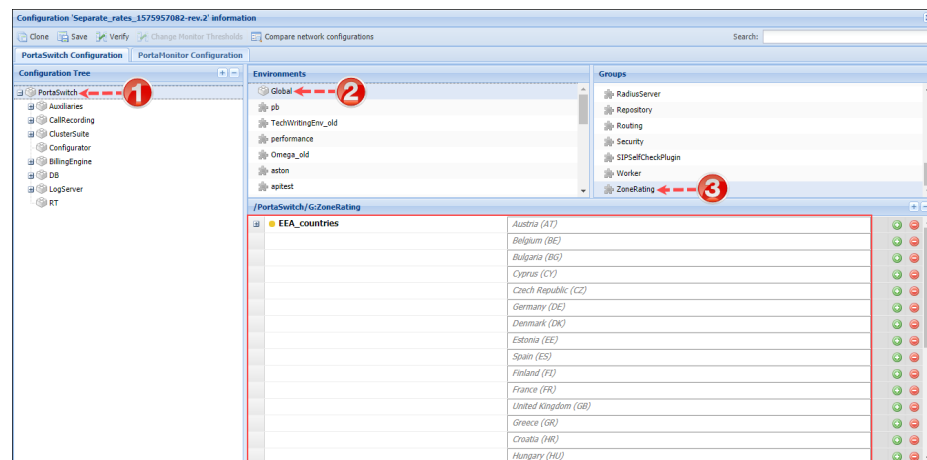 Configuration 'Separate_rates_1575957082-rev.2' information
Clone Save Verify Change Monitor Thresholds Compare network configurations Search:
PortaSwitch Configuration PortaMonitor Configuration
Configuration Tree
PortaSwitch
1
Auxiliaries
CallRecording
ClusterSuite
Configurator
BillingEngine
DB
LogServer
RT
Environments
Global
2
pb
TechWritingEnv_old
performance
Omega_old
aston
apitest
Groups
RadiusServer
Repository
Routing
Security
SIPSelfCheckPlugin
Worker
ZoneRating
3
/PortaSwitch/G:ZoneRating
EEA_countries
Austria (AT)
Belgium (BE)
Bulgaria (BG)
Cyprus (CY)
Czech Republic (CZ)
Germany (DE)
Denmark (DK)
Estonia (EE)
Spain (ES)
Finland (FI)
France (FR)
United Kingdom (GB)
Greece (GR)
Croatia (HR)
Hungary (HU)